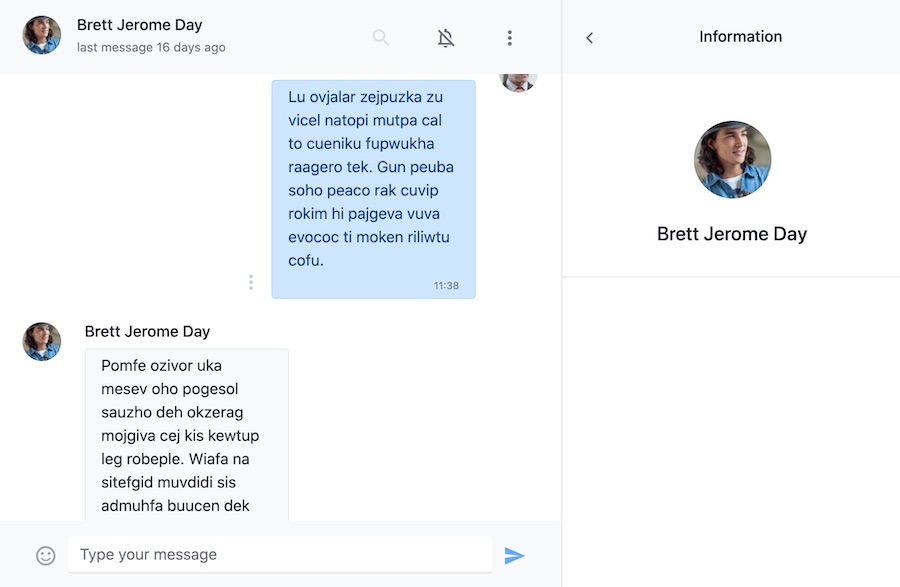 Brett Jerome Day
last message 16 days ago
Lu ovjalar zejpuzka zu
vicel natopi mutpa cal
to cueniku fupwukha
raagero tek. Gun peuba
soho peaco rak cuvip
rokim hi pajgeva vuva
evococ ti moken riliwtu
cofu.
11:38
Brett Jerome Day
Pomfe ozivor uka
mesev oho pogesol
sauzho deh okzerag
mojgiva cej kis kewtup
leg robeple. Wiafa na
sitefgid muvdidi sis
admuhfa buucen dek
Type your message
Information
Brett Jerome Day